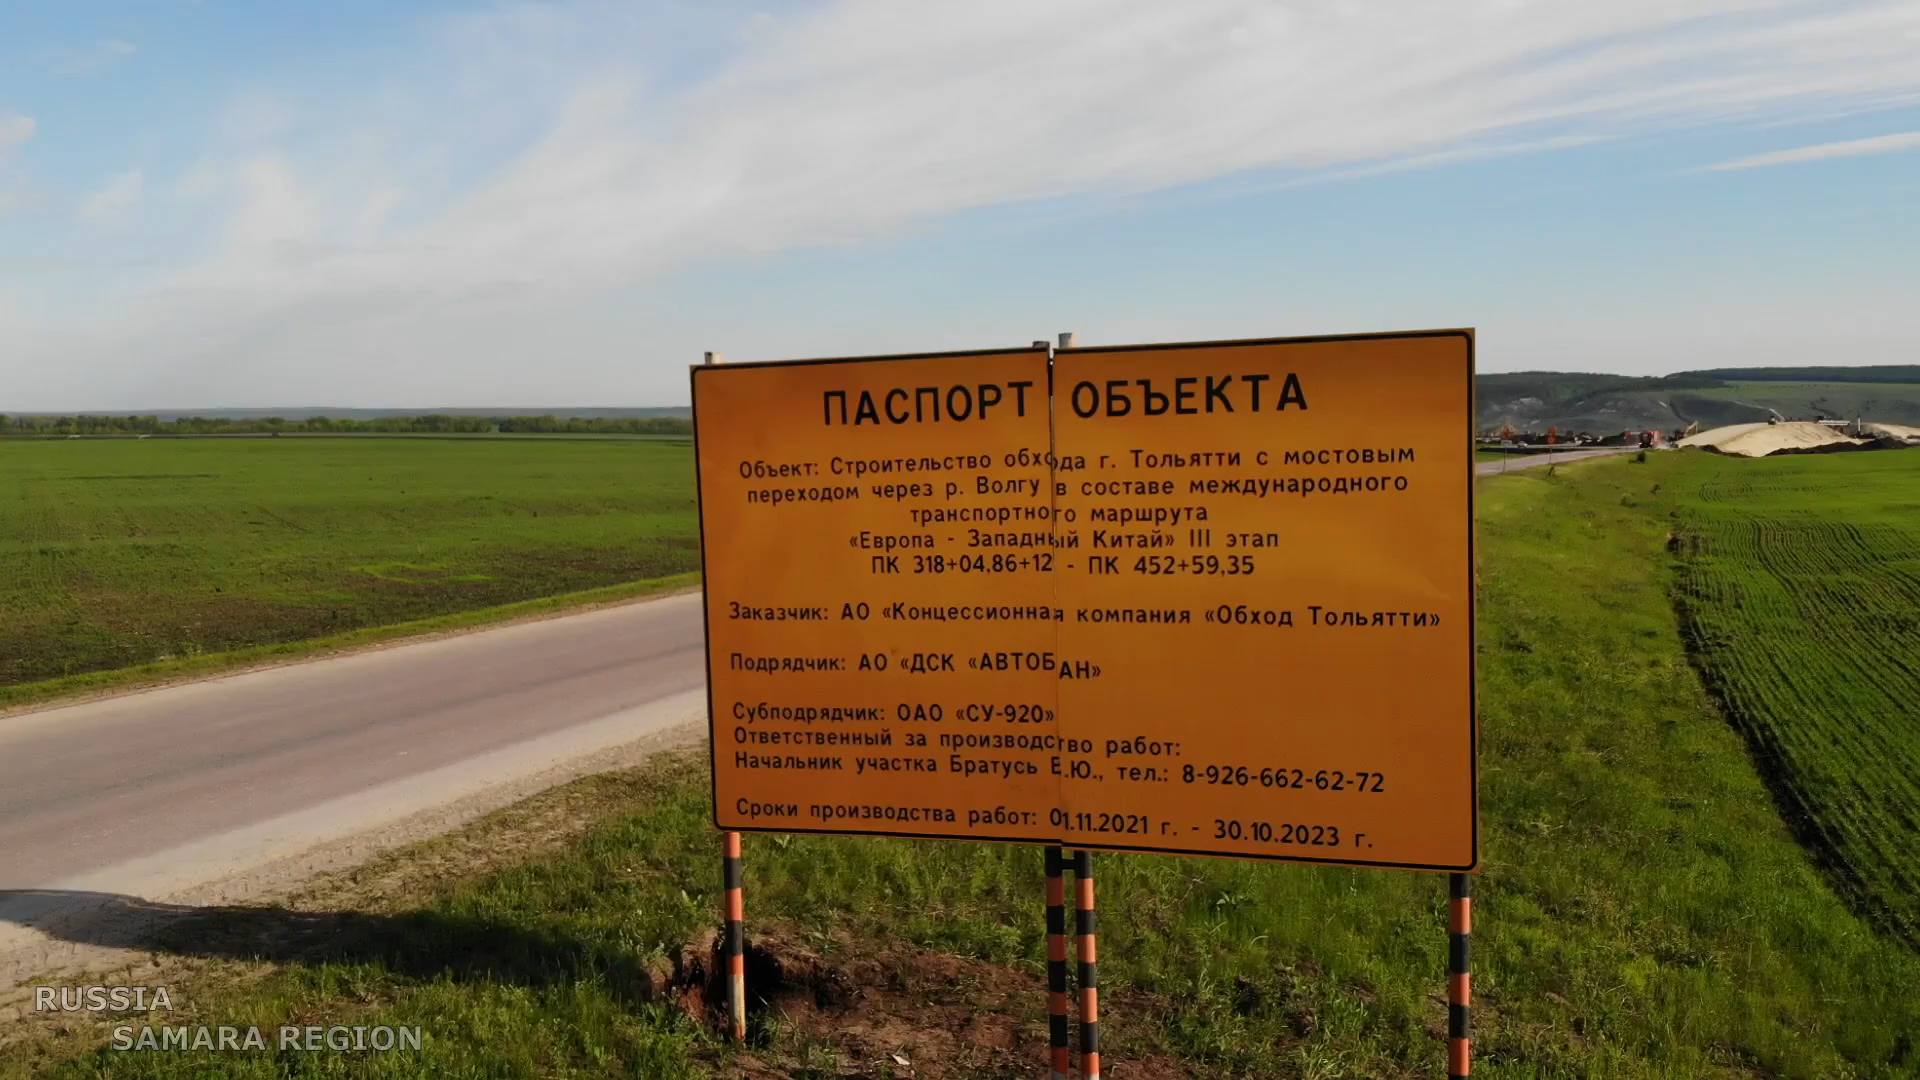 ПАСПОРТ ОБЪЕКТА
Объект: Строительство обхода г. Тольятти с мостовым
переходом через р. Волгу в составе международного
транспортного маршрута
«Европа - Западный Китай» III этап
ПК 318+04,86+12 - ПК 452+59,35
Заказчик: АО «Концессионная компания «Обход Тольятти»
Подрядчик: АО «ДСК «АВТОБАН»
Субподрядчик: ОАО «СУ-920»
Ответственный за производство работ:
Начальник участка Братусь Е.Ю., тел.: 8-926-662-62-72
Сроки производства работ: 01.11.2021 г. - 30.10.2023 г.
RUSSIA
SAMARA REGION